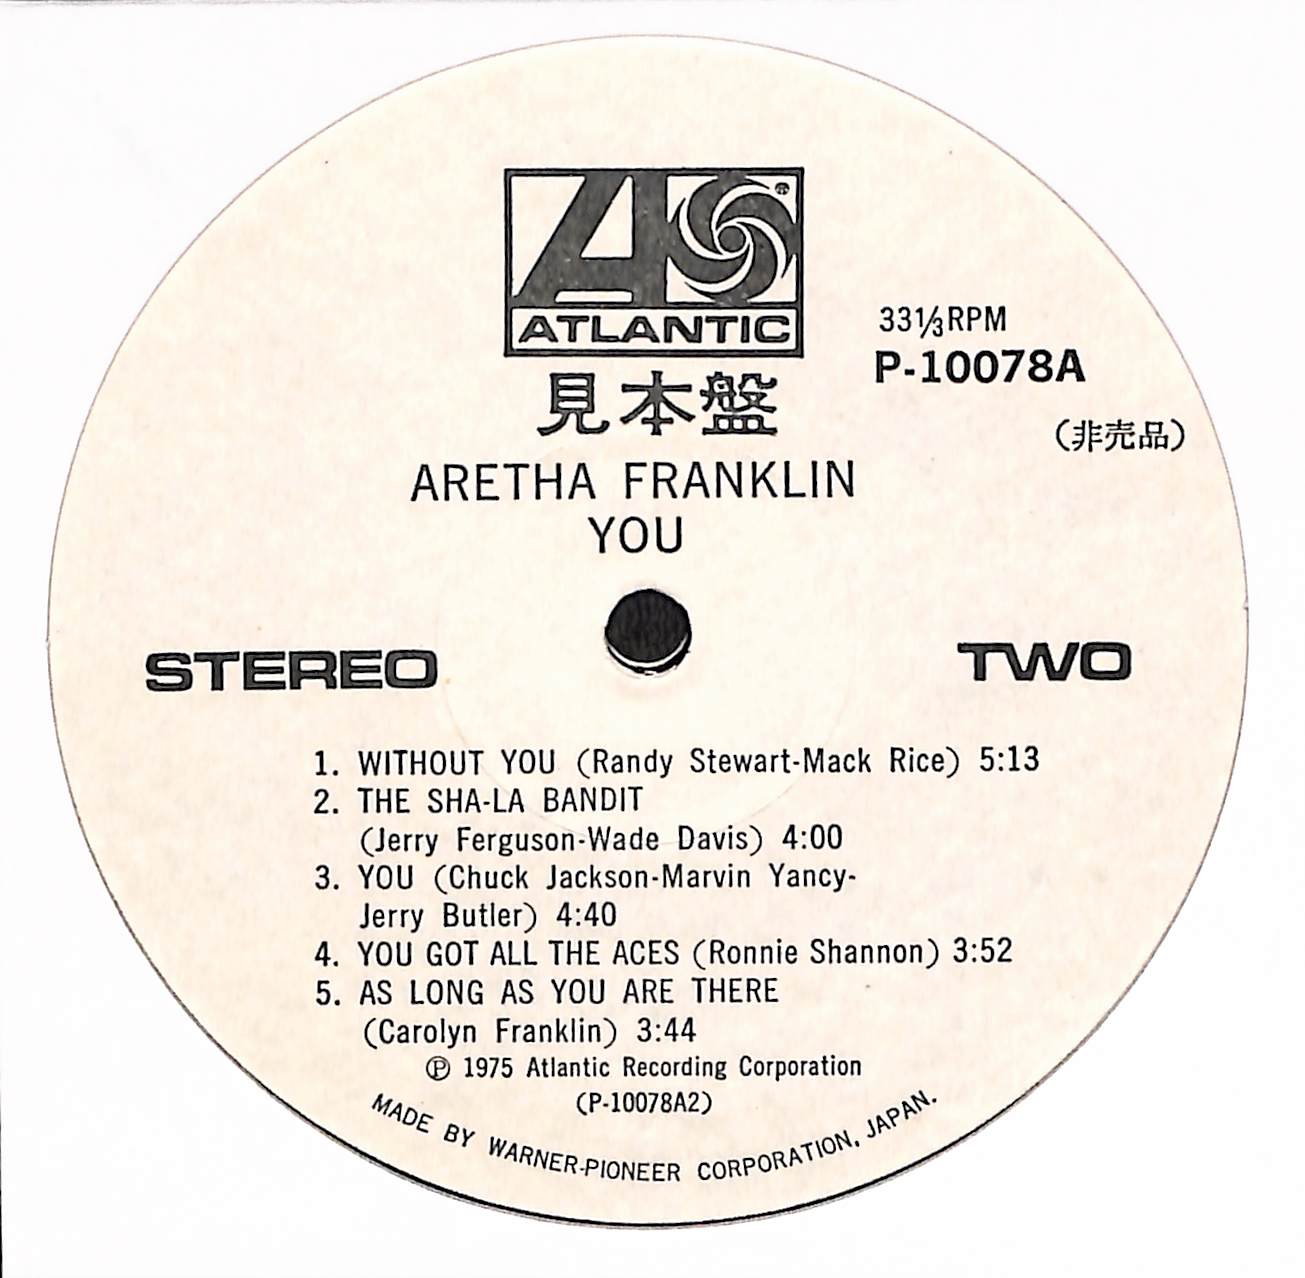 ATLANTIC
®
見本盤
33⅓RPM
P-10078A
(非売品)
ARETHA FRANKLIN
YOU
STEREO
TWO
1. WITHOUT YOU (Randy Stewart-Mack Rice) 5:13
2. THE SHA-LA BANDIT
(Jerry Ferguson-Wade Davis) 4:00
3. YOU (Chuck Jackson-Marvin Yancy-
Jerry Butler) 4:40
4. YOU GOT ALL THE ACES (Ronnie Shannon) 3:52
5. AS LONG AS YOU ARE THERE
(Carolyn Franklin) 3:44
℗ 1975 Atlantic Recording Corporation
(P-10078A2)
MADE BY WARNER-PIONEER CORPORATION, JAPAN.